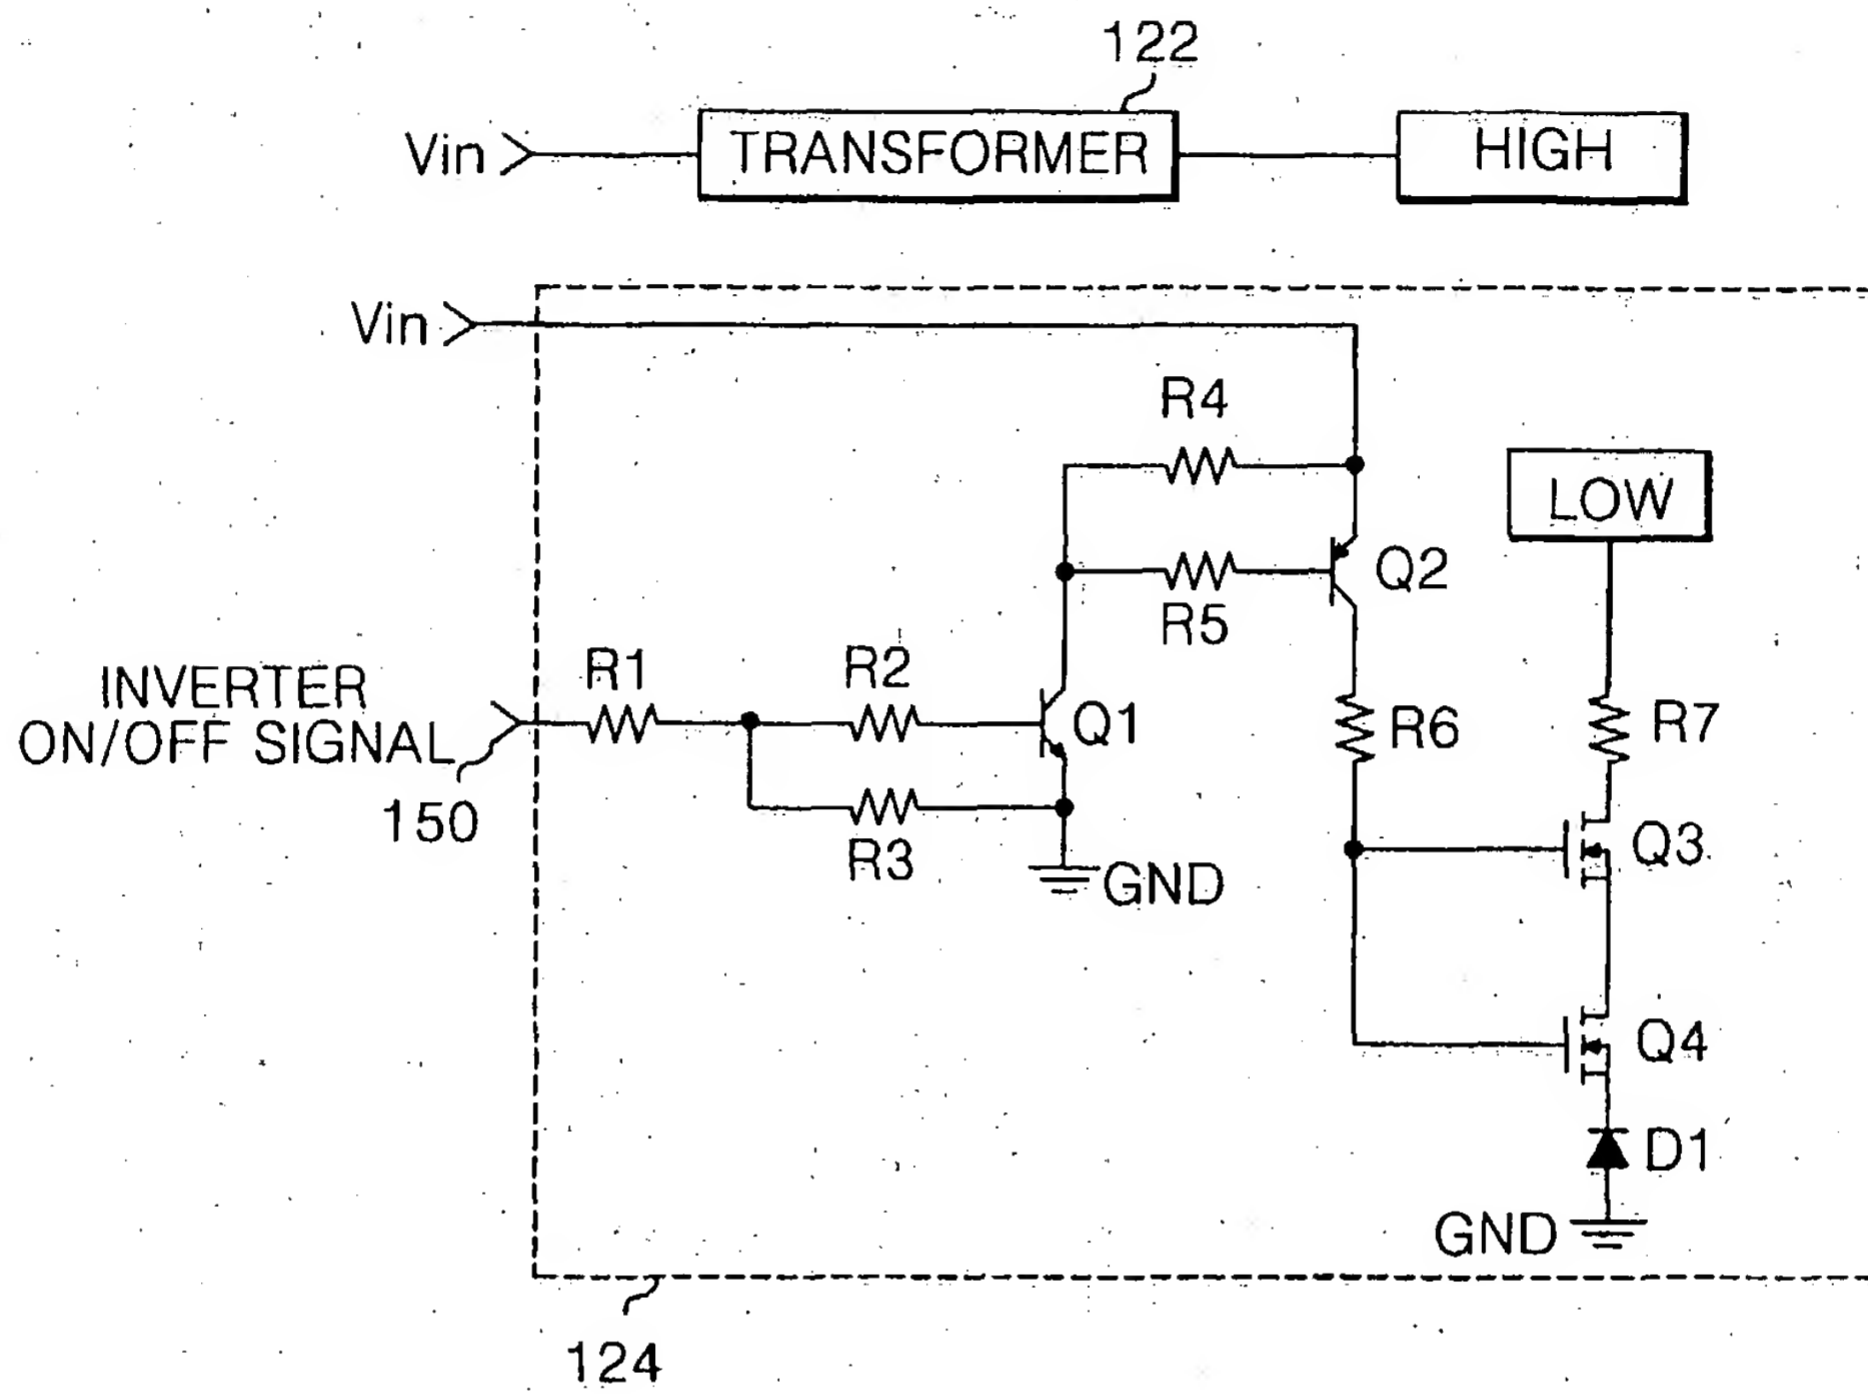 122
Vin
TRANSFORMER
HIGH
Vin
R4
LOW
Q2
R5
INVERTER
ON/OFF SIGNAL
150
R1
R2
Q1
R6
R7
R3
GND
Q3
Q4
D1
GND
124